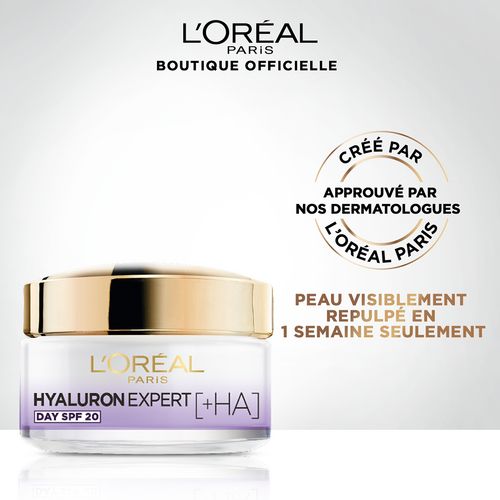 L'ORÉAL
PARIS
BOUTIQUE OFFICIELLE
CRÉÉ PAR
APPROUVÉ PAR
NOS DERMATOLOGUES
L'ORÉAL PARIS
PEAU VISIBLEMENT
REPULPÉ EN
1 SEMAINE SEULEMENT
L'ORÉAL
PARIS
HYALURON EXPERT [+HA]
DAY SPF 20